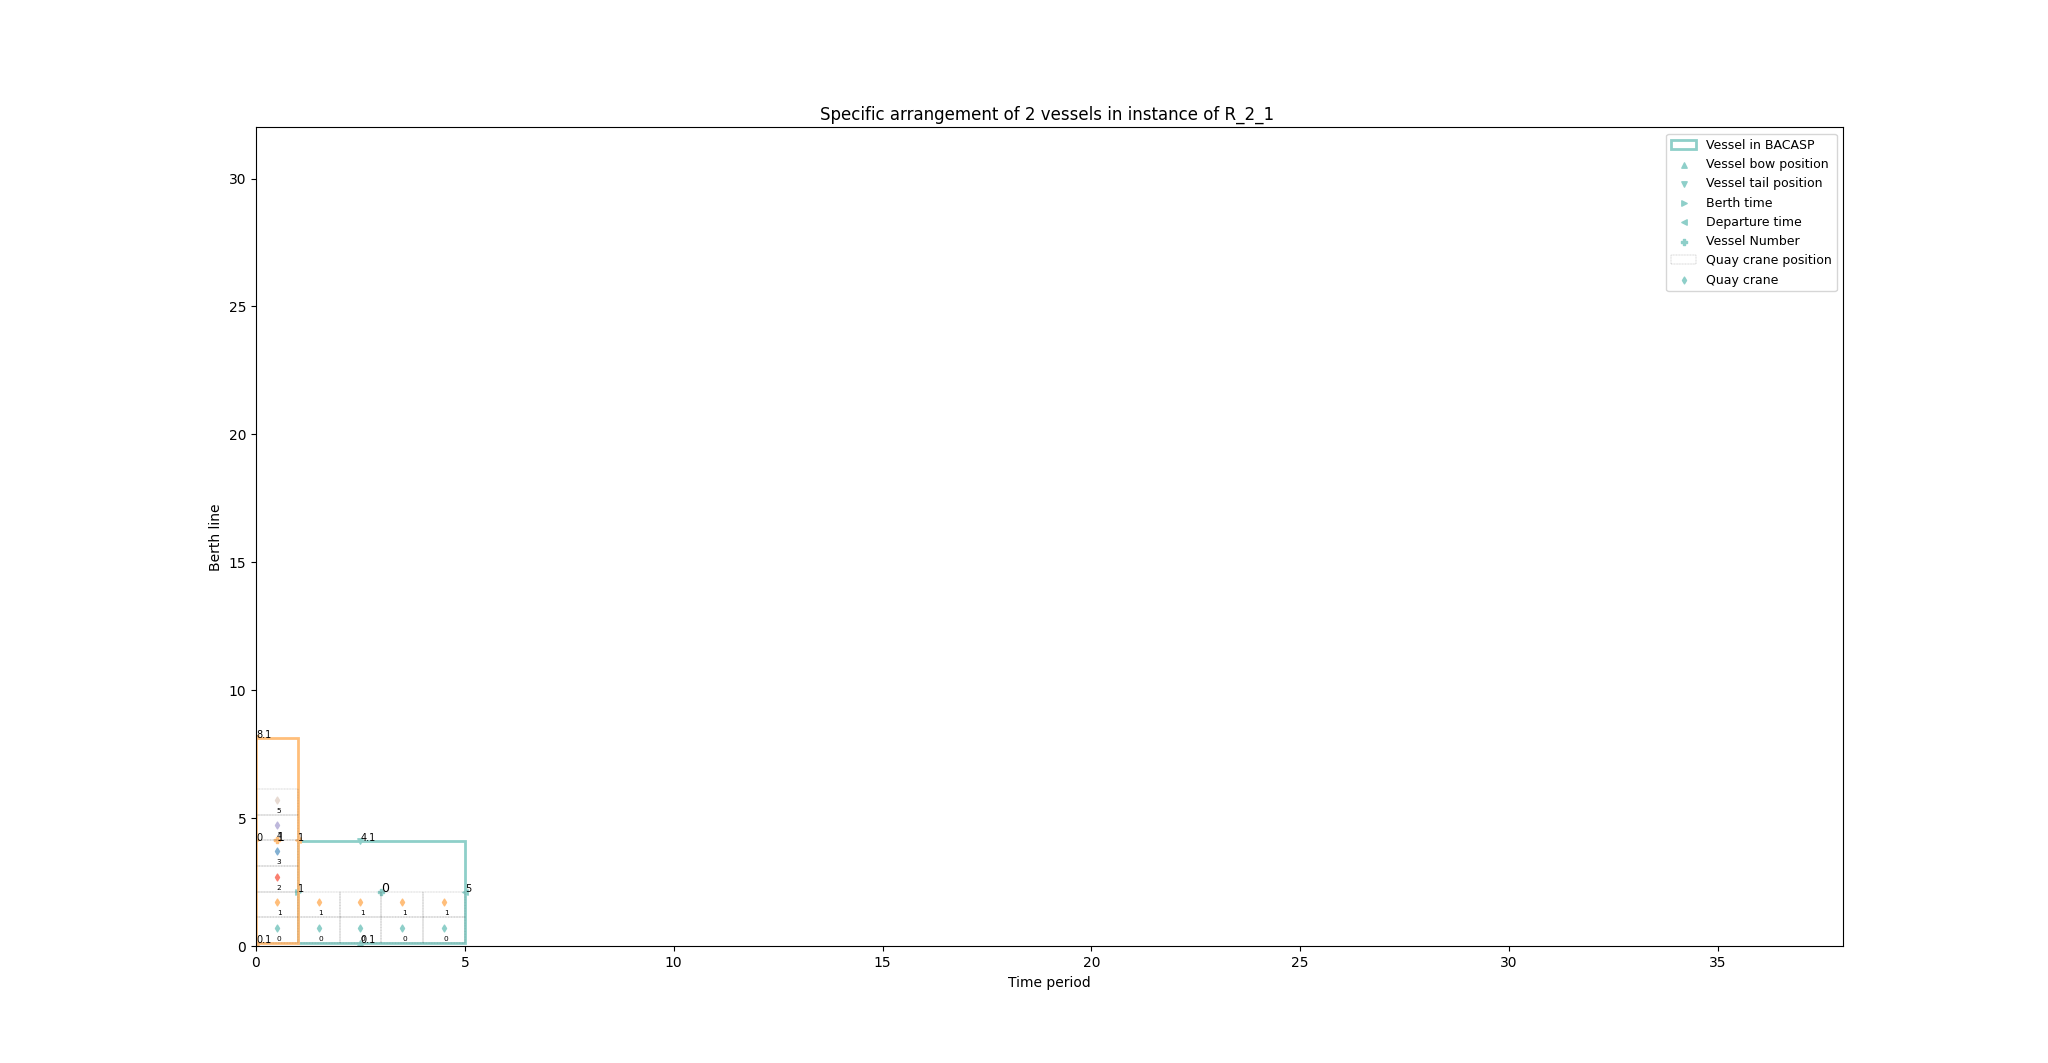 Specific arrangement of 2 vessels in instance of R_2_1
Vessel in BACASP
Vessel bow position
Vessel tail position
Berth time
Departure time
Vessel Number
Quay crane position
Quay crane
30
25
20
15
10
5
0
Berth line
8.1
5
0 1 1 4.1
3
2 1 0 5
1 1 1 1 1
0.1 0 0 0.1 0 0
0 5 10 15 20 25 30 35
Time period